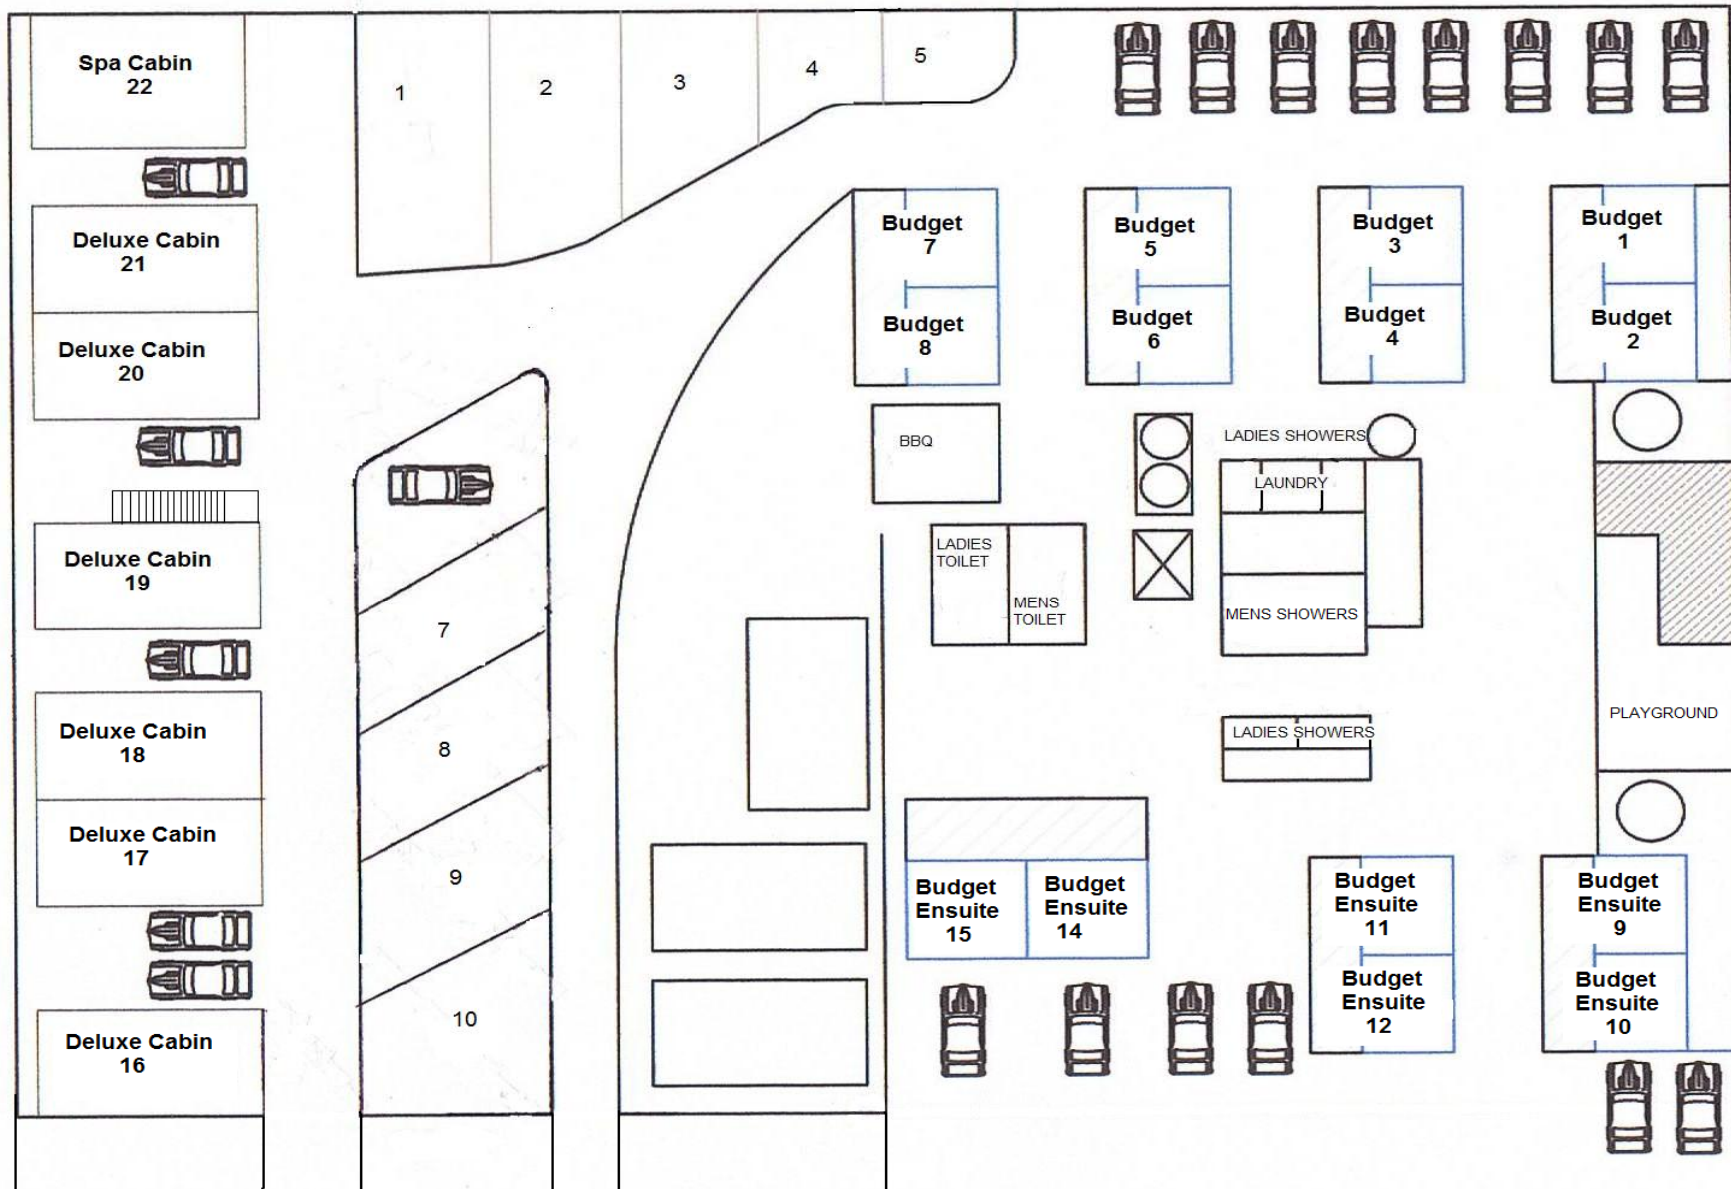 Spa Cabin
22
Deluxe Cabin
21
Deluxe Cabin
20
Deluxe Cabin
19
Deluxe Cabin
18
Deluxe Cabin
17
Deluxe Cabin
16
1
2
3
4
5
7
8
9
10
Budget
7
Budget
8
Budget
5
Budget
6
Budget
3
Budget
4
Budget
1
Budget
2
BBQ
LADIES
TOILET
MENS
TOILET
LADIES SHOWERS
LAUNDRY
MENS SHOWERS
LADIES SHOWERS
PLAYGROUND
Budget
Ensuite
15
Budget
Ensuite
14
Budget
Ensuite
11
Budget
Ensuite
12
Budget
Ensuite
9
Budget
Ensuite
10